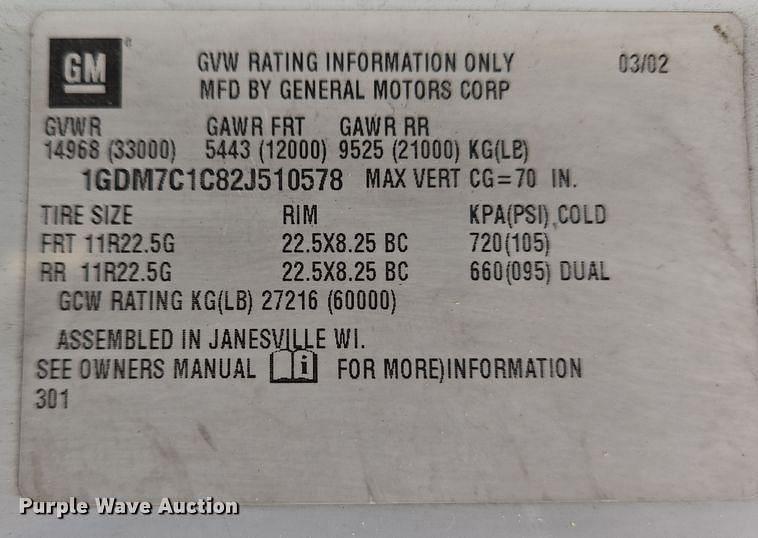 GM GVW RATING INFORMATION ONLY 03/02
MFD BY GENERAL MOTORS CORP
GVWR GAWR FRT GAWR RR
14968 (33000) 5443 (12000) 9525 (21000) KG(LB)
1GDM7C1C82J510578 MAX VERT CG=70 IN.
TIRE SIZE RIM KPA(PSI) COLD
FRT 11R22.5G 22.5X8.25 BC 720(105)
RR 11R22.5G 22.5X8.25 BC 660(095) DUAL
GCW RATING KG(LB) 27216 (60000)
ASSEMBLED IN JANESVILLE WI.
SEE OWNERS MANUAL i FOR MORE)INFORMATION
301
Purple Wave Auction